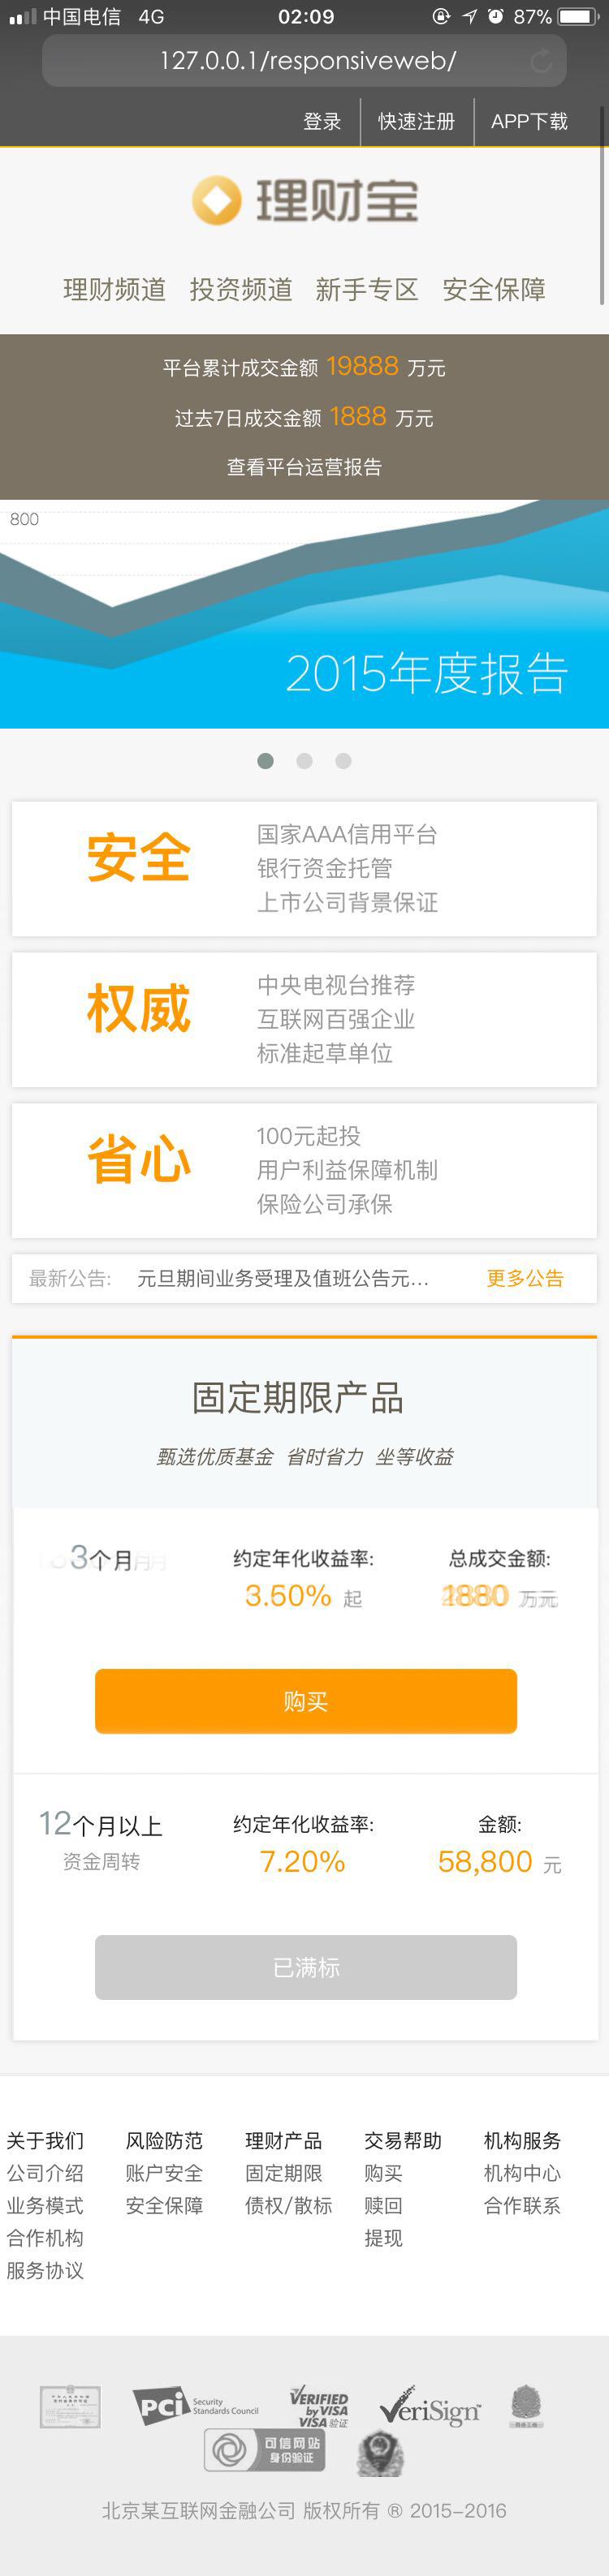 中国电信 4G 02:09 87%
127.0.0.1/responsiveweb/
登录 快速注册 APP下载
理财宝
理财频道 投资频道 新手专区 安全保障
平台累计成交金额 19888 万元
过去7日成交金额 1888 万元
查看平台运营报告
800
2015年度报告
安全
国家AAA信用平台
银行资金托管
上市公司背景保证
权威
中央电视台推荐
互联网百强企业
标准起草单位
省心
100元起投
用户利益保障机制
保险公司承保
最新公告: 元旦期间业务受理及值班公告元... 更多公告
固定期限产品
甄选优质基金 省时省力 坐等收益
3个月 约定年化收益率: 总成交金额:
3.50% 起 万元
购买
12个月以上 约定年化收益率: 金额:
资金周转 7.20% 58,800 元
已满标
关于我们 风险防范 理财产品 交易帮助 机构服务
公司介绍 账户安全 固定期限 购买 机构中心
业务模式 安全保障 债权/散标 赎回 合作联系
合作机构 提现
服务协议
PCI Security Standards Council
VERIFIED by VISA
VISA 验证
VeriSign
可信网站
身份验证
北京某互联网金融公司 版权所有 ® 2015-2016